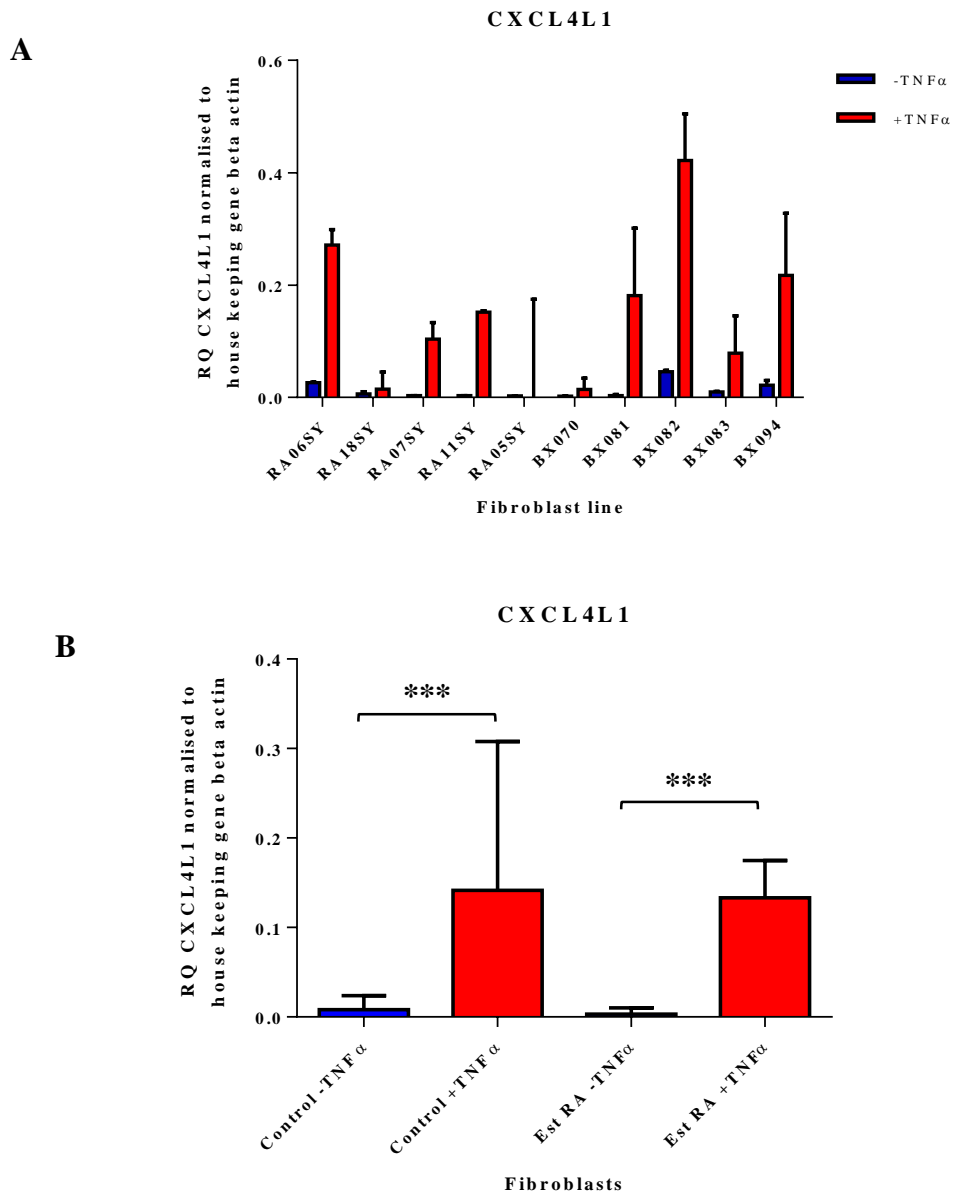 A
CXCL4L1
RQ CXCL4L1 normalised to
house keeping gene beta actin
0.6
0.4
0.2
0.0
-TNFα
+TNFα
RA06SY
RA18SY
RA07SY
RA11SY
RA05SY
BX070
BX081
BX082
BX083
BX094
Fibroblast line
B
CXCL4L1
RQ CXCL4L1 normalised to
house keeping gene beta actin
0.4
0.3
0.2
0.1
0.0
***
***
Control -TNFα
Control +TNFα
Est RA -TNFα
Est RA +TNFα
Fibroblasts